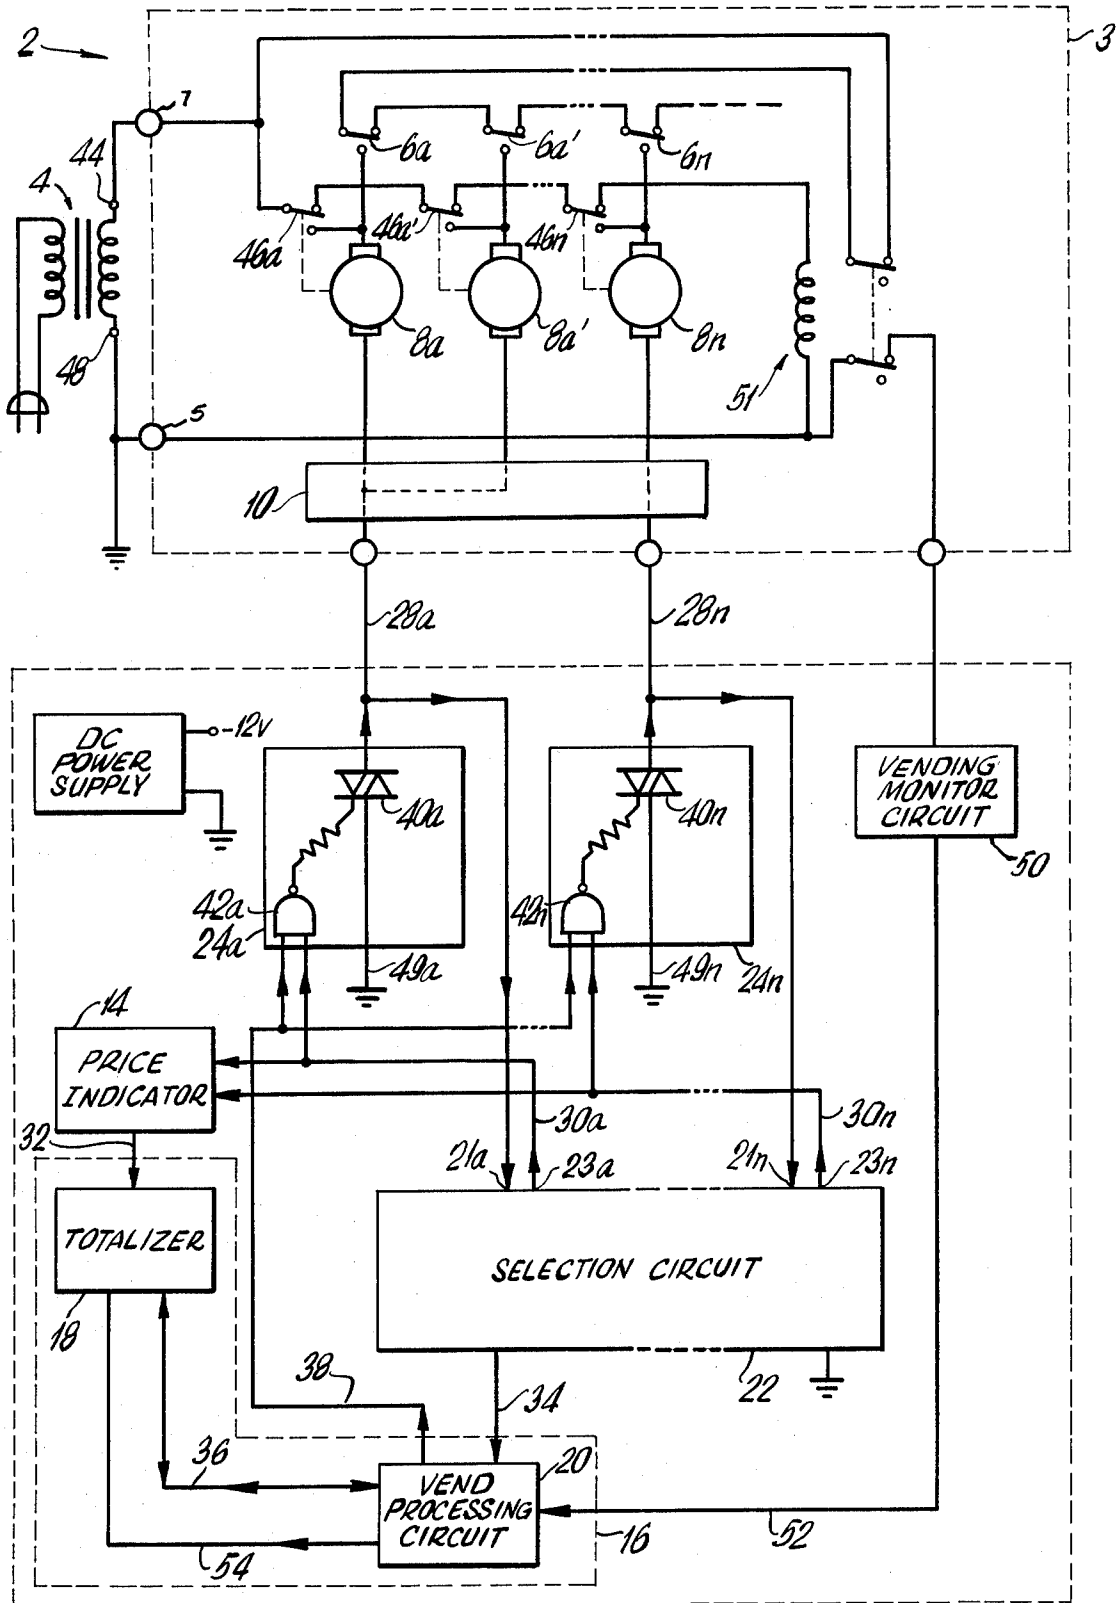 2
3
7
44
4
6a
6a'
6n
46a
46a'
46n
8a
8a'
8n
48
51
5
10
28a
28n
DC
POWER
SUPPLY
-12V
40a
40n
VENDING
MONITOR
CIRCUIT
50
42a
24a
42n
49a
49n
24n
14
PRICE
INDICATOR
32
30a
30n
21a
23a
21n
23n
TOTALIZER
SELECTION CIRCUIT
18
38
34
22
36
20
VEND
PROCESSING
CIRCUIT
16
52
54